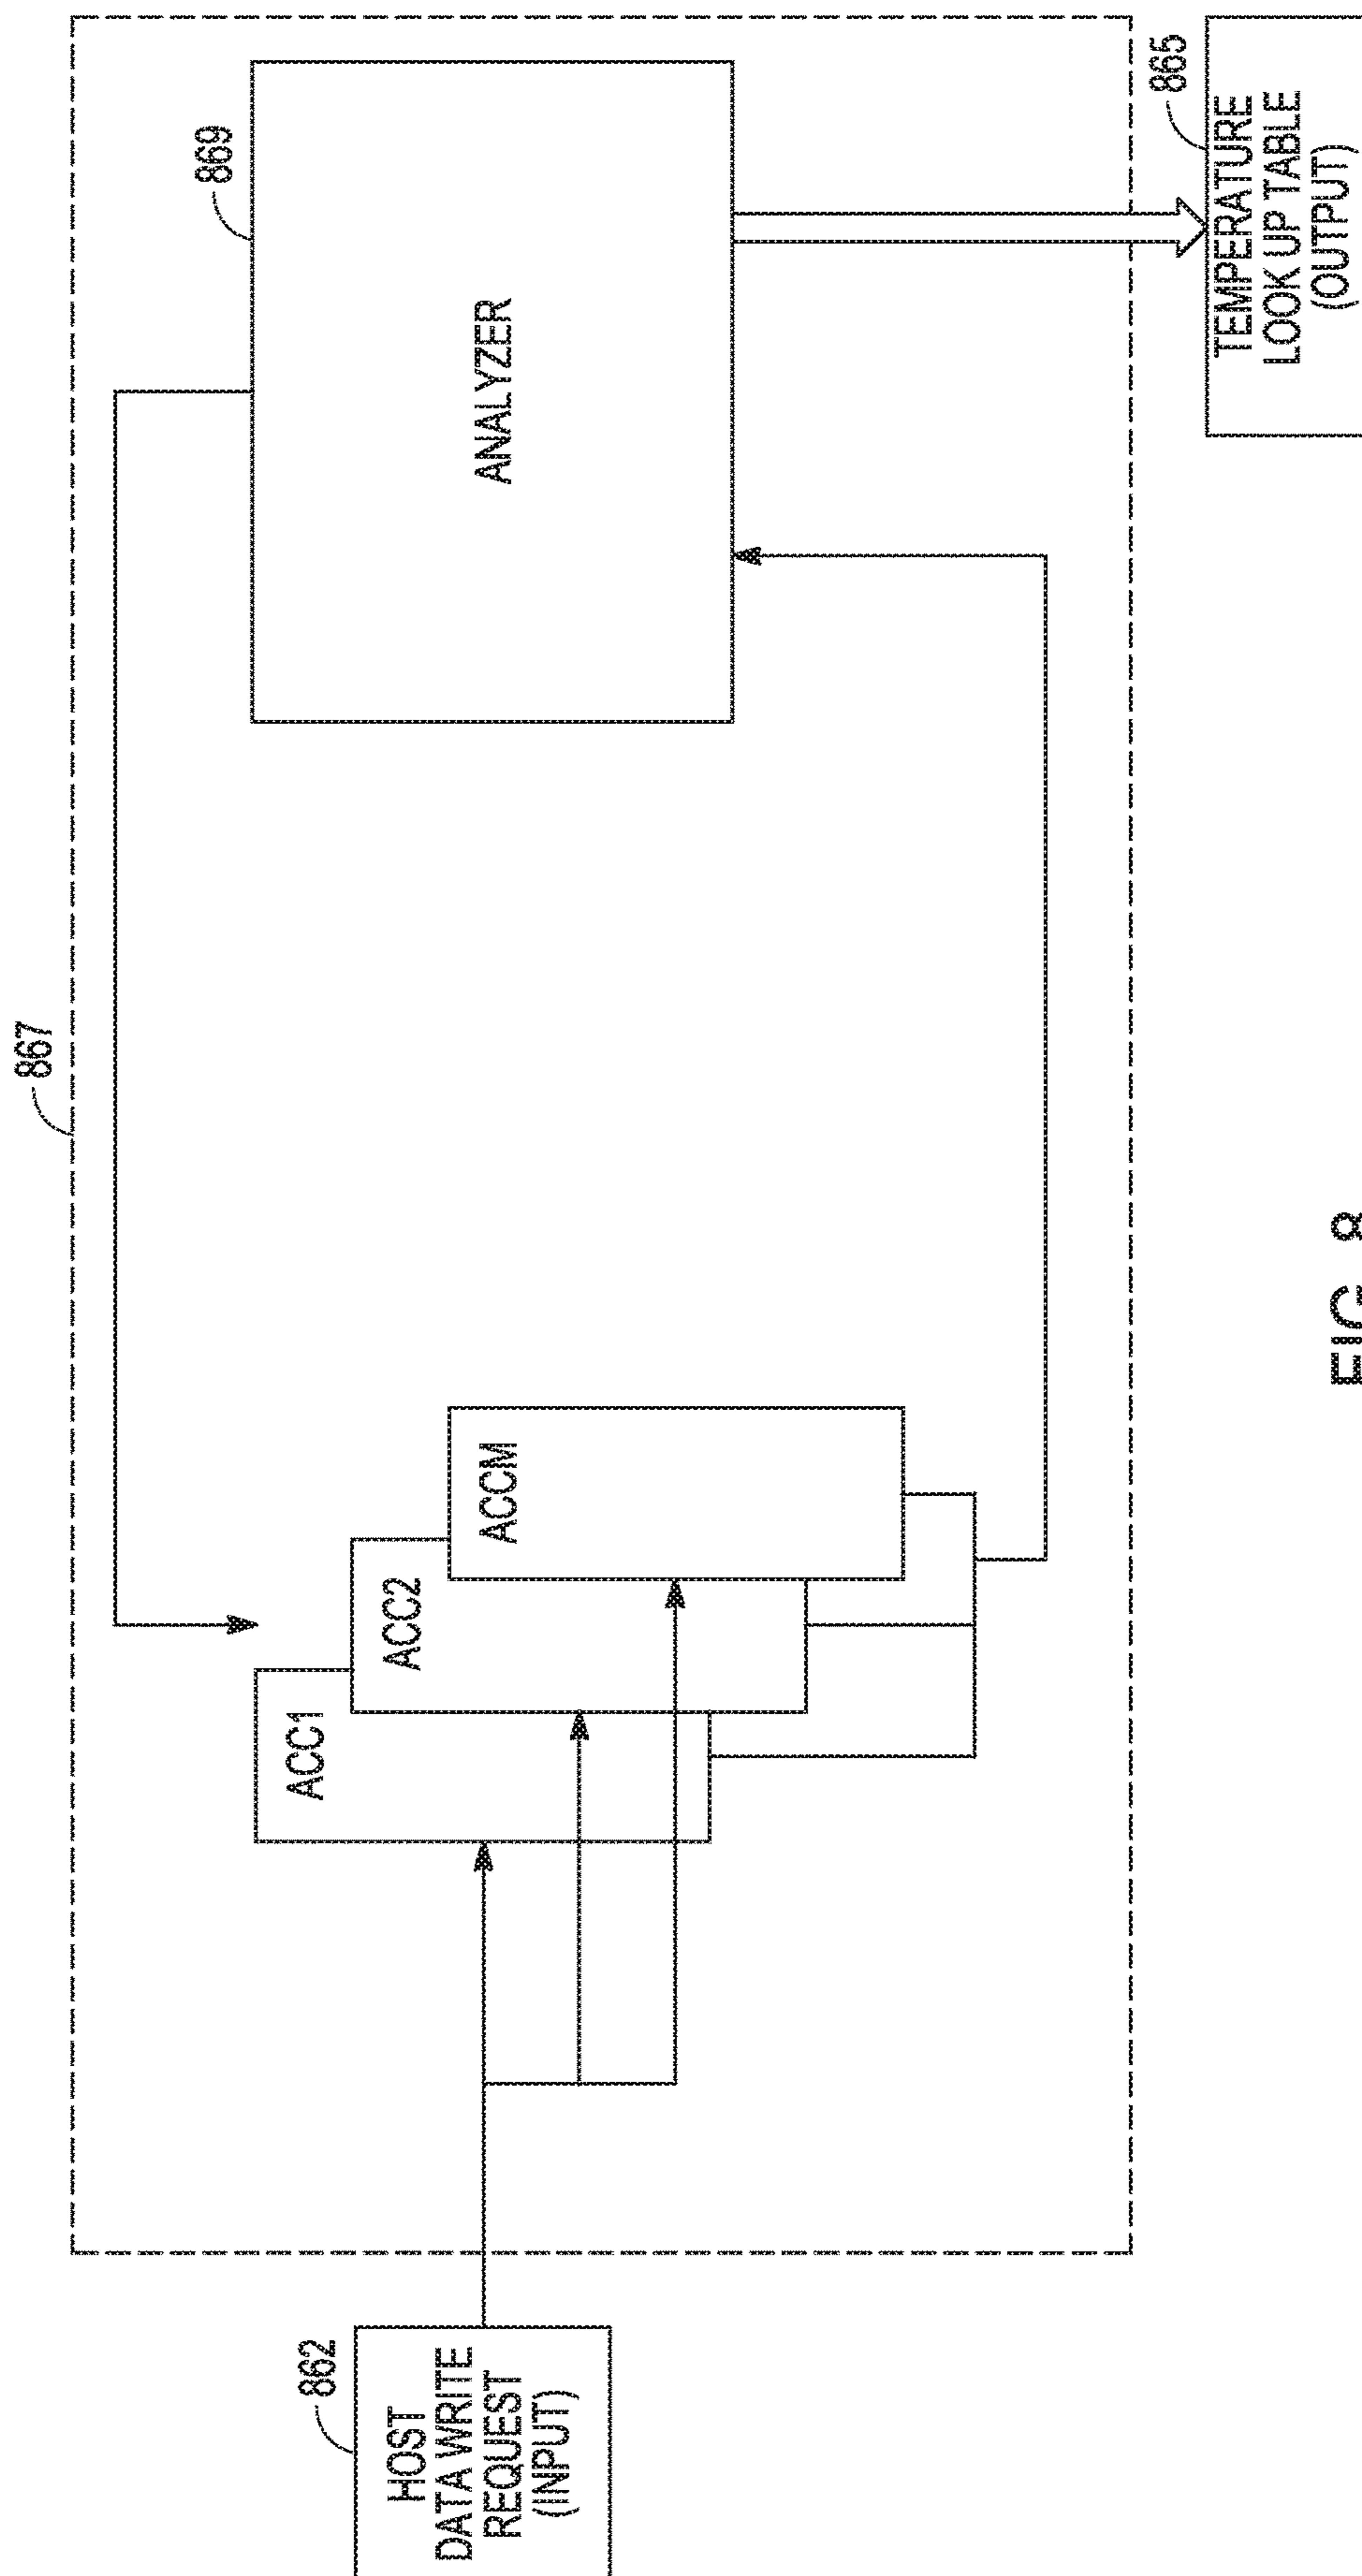 867
869
ANALYZER
862
HOST
DATA WRITE
REQUEST
(INPUT)
ACC1
ACC2
ACCM
865
TEMPERATURE
LOOK UP TABLE
(OUTPUT)
FIG. 8